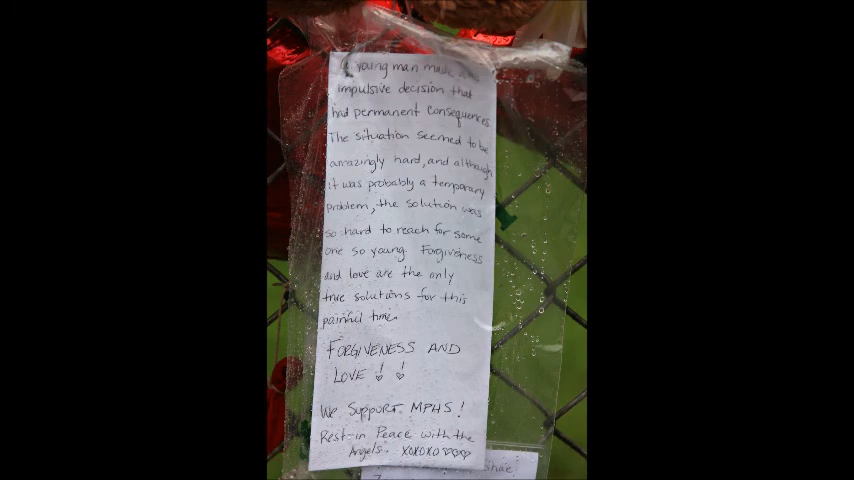 A young man made
impulsive decision that
had permanent consequences.
The situation seemed to be
amazingly hard, and although
it was probably a temporary
problem, the solution was
so hard to reach for some
one so young. Forgiveness
and love are the only
true solutions for this
painful time.
FORGIVENESS AND
LOVE! !
We Support MPHS!
Rest in Peace with the
Angels. XOXOXO♡♡♡